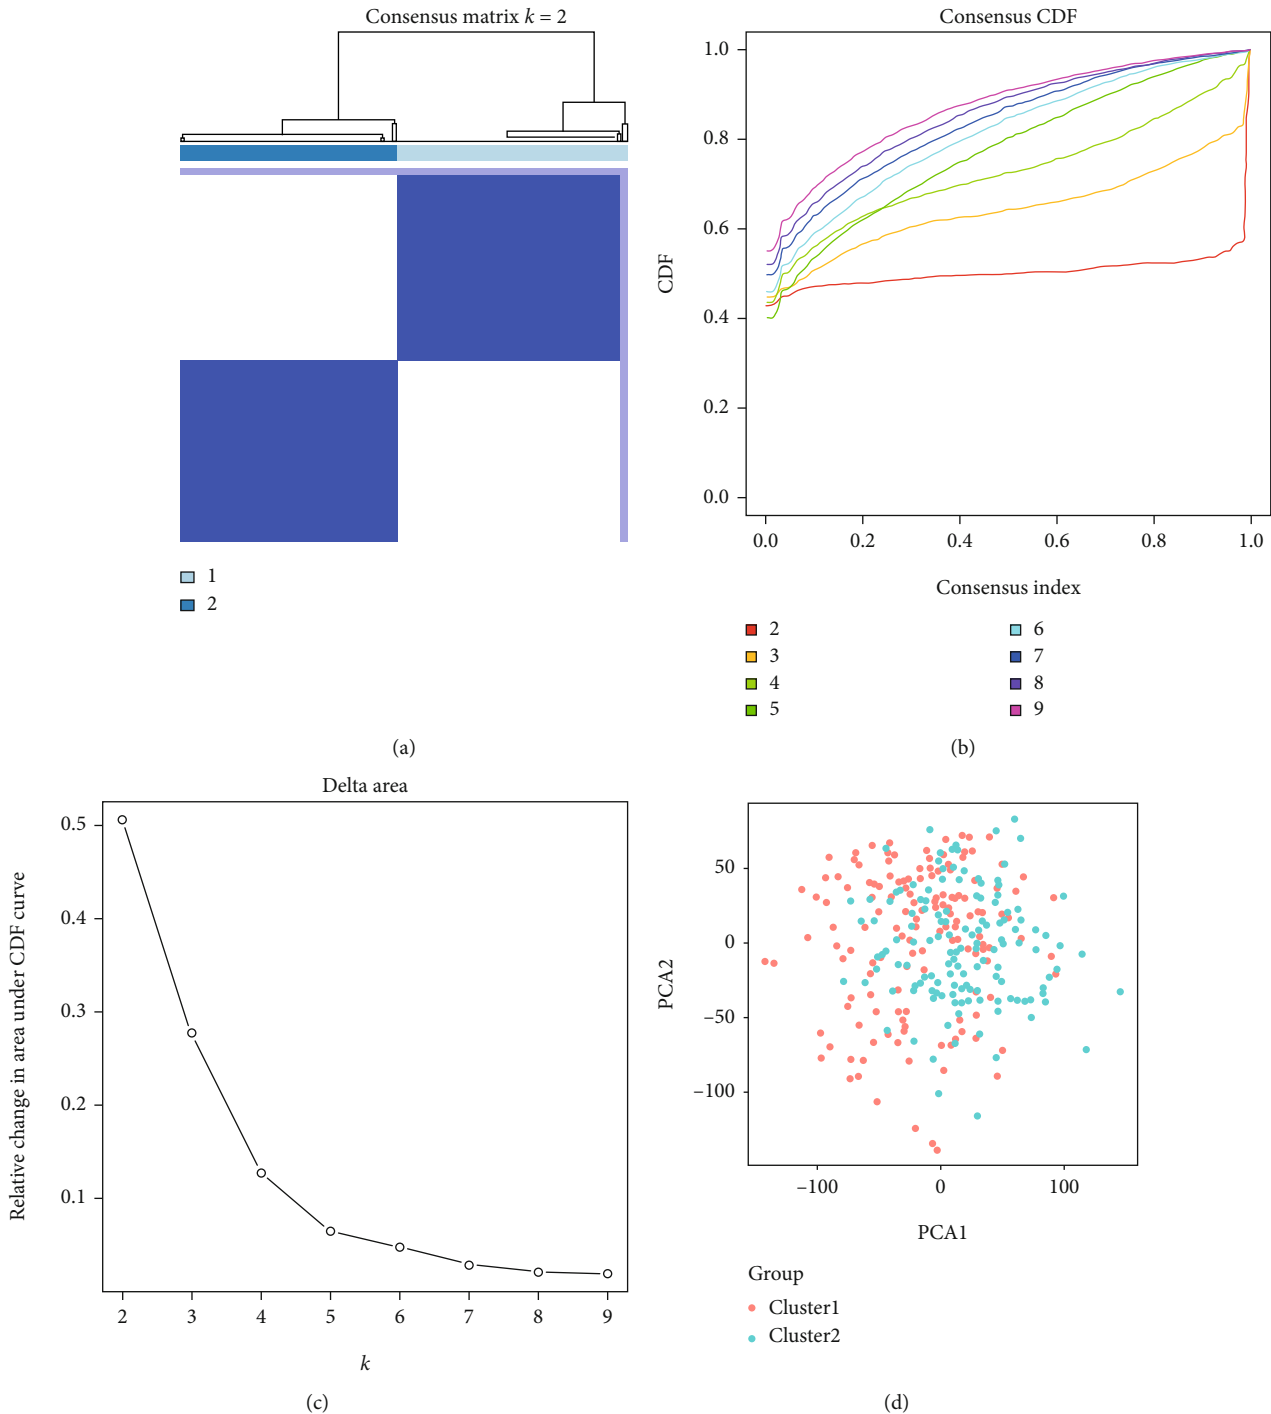 Consensus matrix k = 2
1
2
(a)
Consensus CDF
CDF
1.0
0.8
0.6
0.4
0.2
0.0
0.0 0.2 0.4 0.6 0.8 1.0
Consensus index
2 6
3 7
4 8
5 9
(b)
Delta area
Relative change in area under CDF curve
0.5
0.4
0.3
0.2
0.1
2 3 4 5 6 7 8 9
k
(c)
PCA2
50
0
−50
−100
−100 0 100
PCA1
Group
Cluster1
Cluster2
(d)